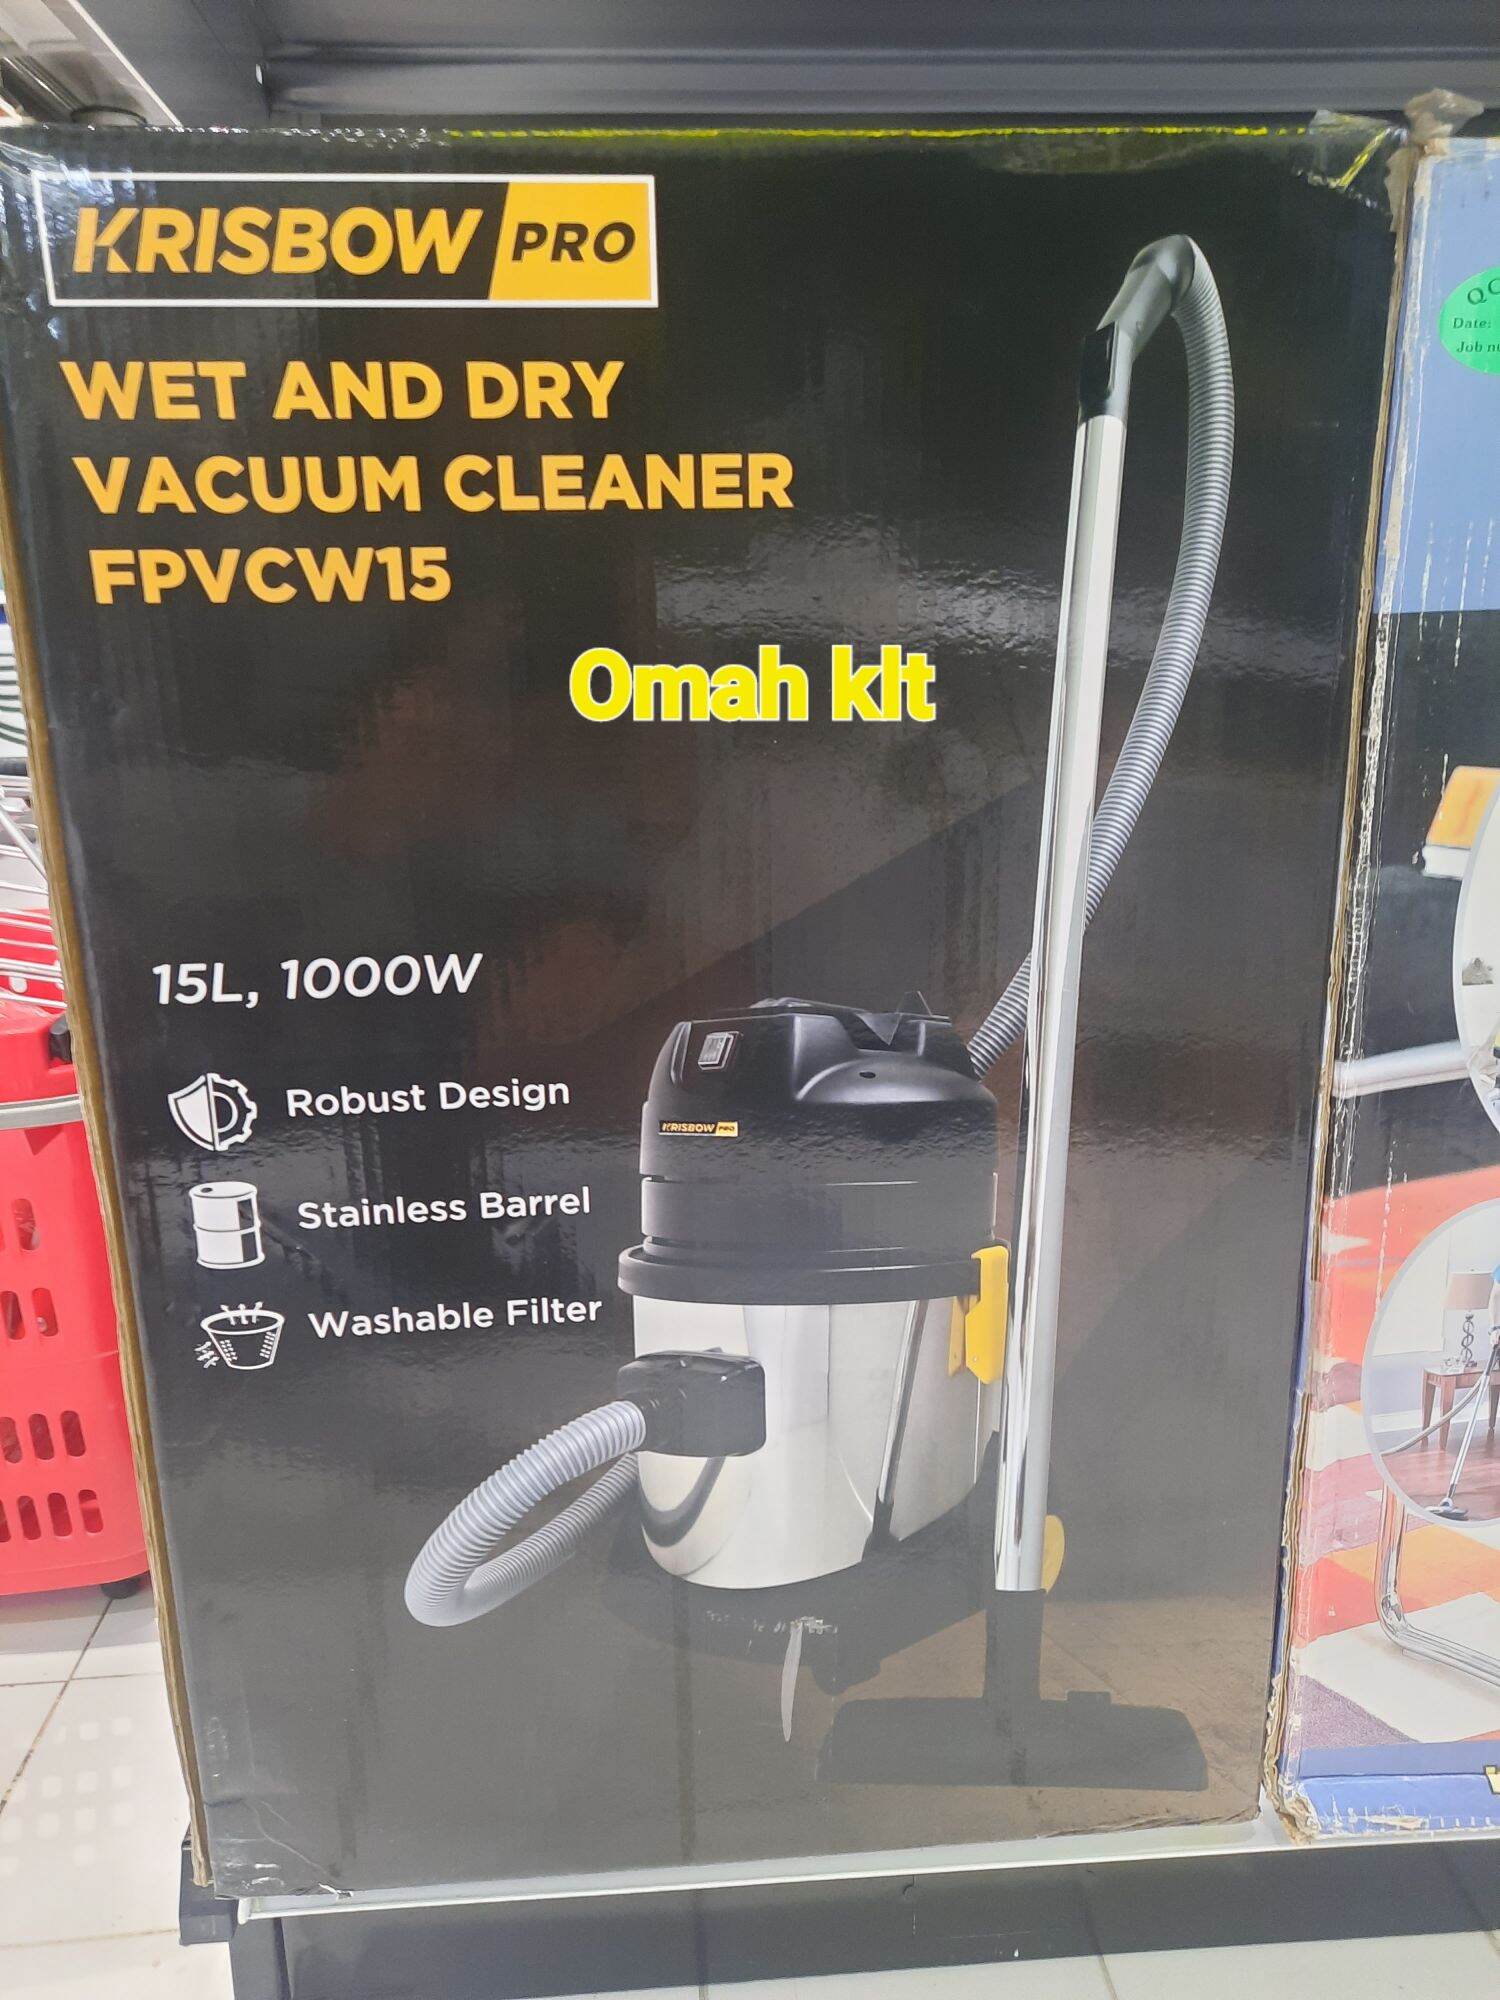 KRISBOW PRO
WET AND DRY
VACUUM CLEANER
FPVCW15
Omah klt
15L, 1000W
Robust Design
Stainless Barrel
Washable Filter
KRISBOW PRO
Date: